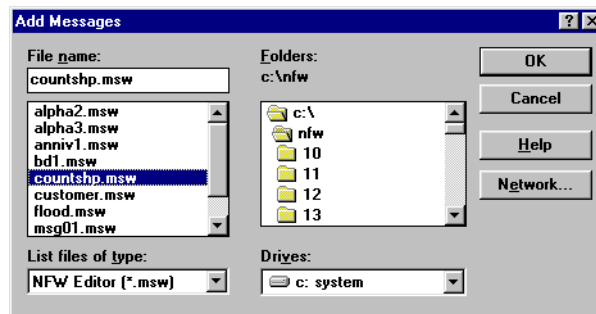 Add Messages
File name:
countshp.msw
alpha2.msw
alpha3.msw
anniv1.msw
bd1.msw
countshp.msw
customer.msw
flood.msw
msg01.msw
List files of type:
NFW Editor (*.msw)
Folders:
c:\nfw
c:\
nfw
10
11
12
13
Drives:
c: system
OK
Cancel
Help
Network...